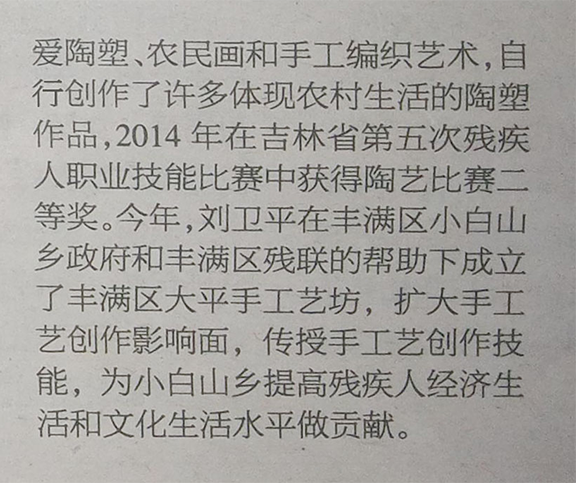 爱陶塑、农民画和手工编织艺术,自
行创作了许多体现农村生活的陶塑
作品,2014 年在吉林省第五次残疾
人职业技能比赛中获得陶艺比赛二
等奖。今年,刘卫平在丰满区小白山
乡政府和丰满区残联的帮助下成立
了丰满区大平手工艺坊，扩大手工
艺创作影响面，传授手工艺创作技
能，为小白山乡提高残疾人经济生
活和文化生活水平做贡献。